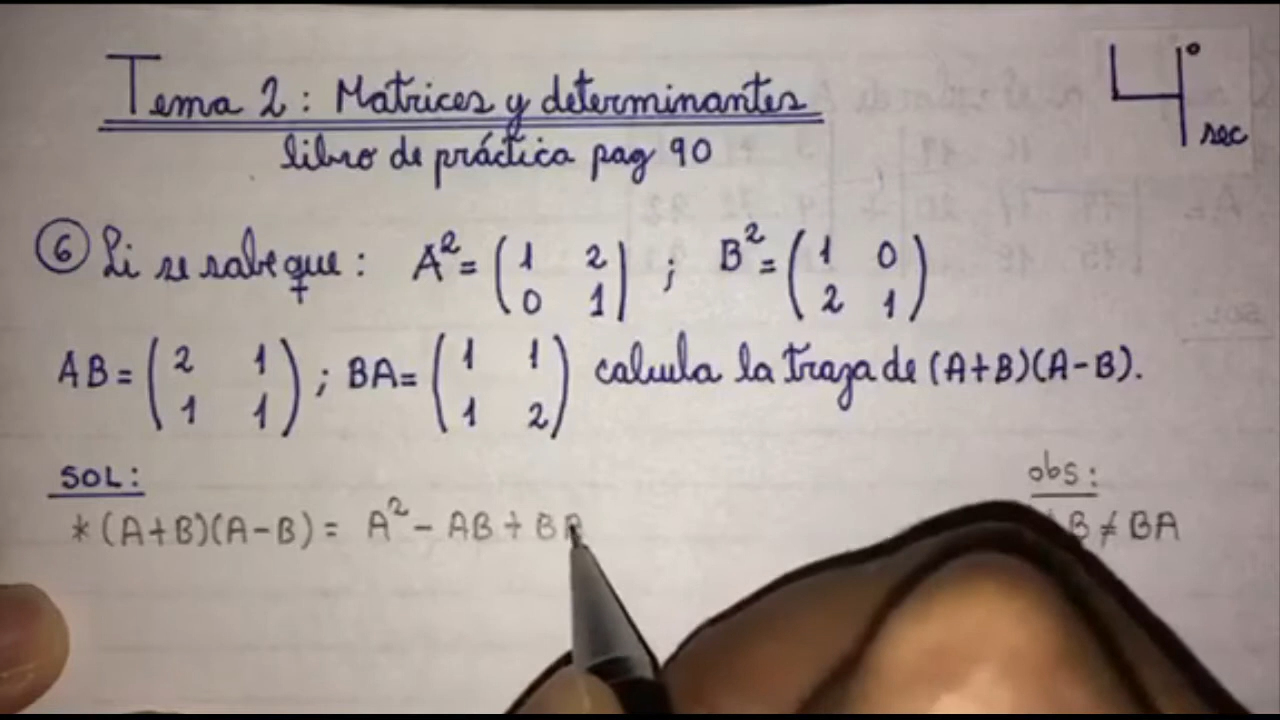 Tema 2: Matrices y determinantes
4° sec
libro de práctica pag 90
⑥ Si se sabe que: A² = (1 2
0 1) ; B² = (1 0
2 1)
AB = (2 1
1 1) ; BA = (1 1
1 2) calcula la traza de (A+B)(A-B).
SOL:
obs:
* (A+B)(A-B) = A² - AB + BA
B ≠ BA